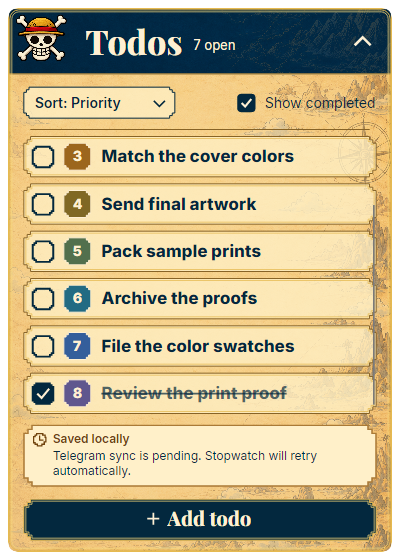 Todos 7 open
Sort: Priority
Show completed
3 Match the cover colors
4 Send final artwork
5 Pack sample prints
6 Archive the proofs
7 File the color swatches
8 Review the print proof
Saved locally
Telegram sync is pending. Stopwatch will retry
automatically.
+ Add todo